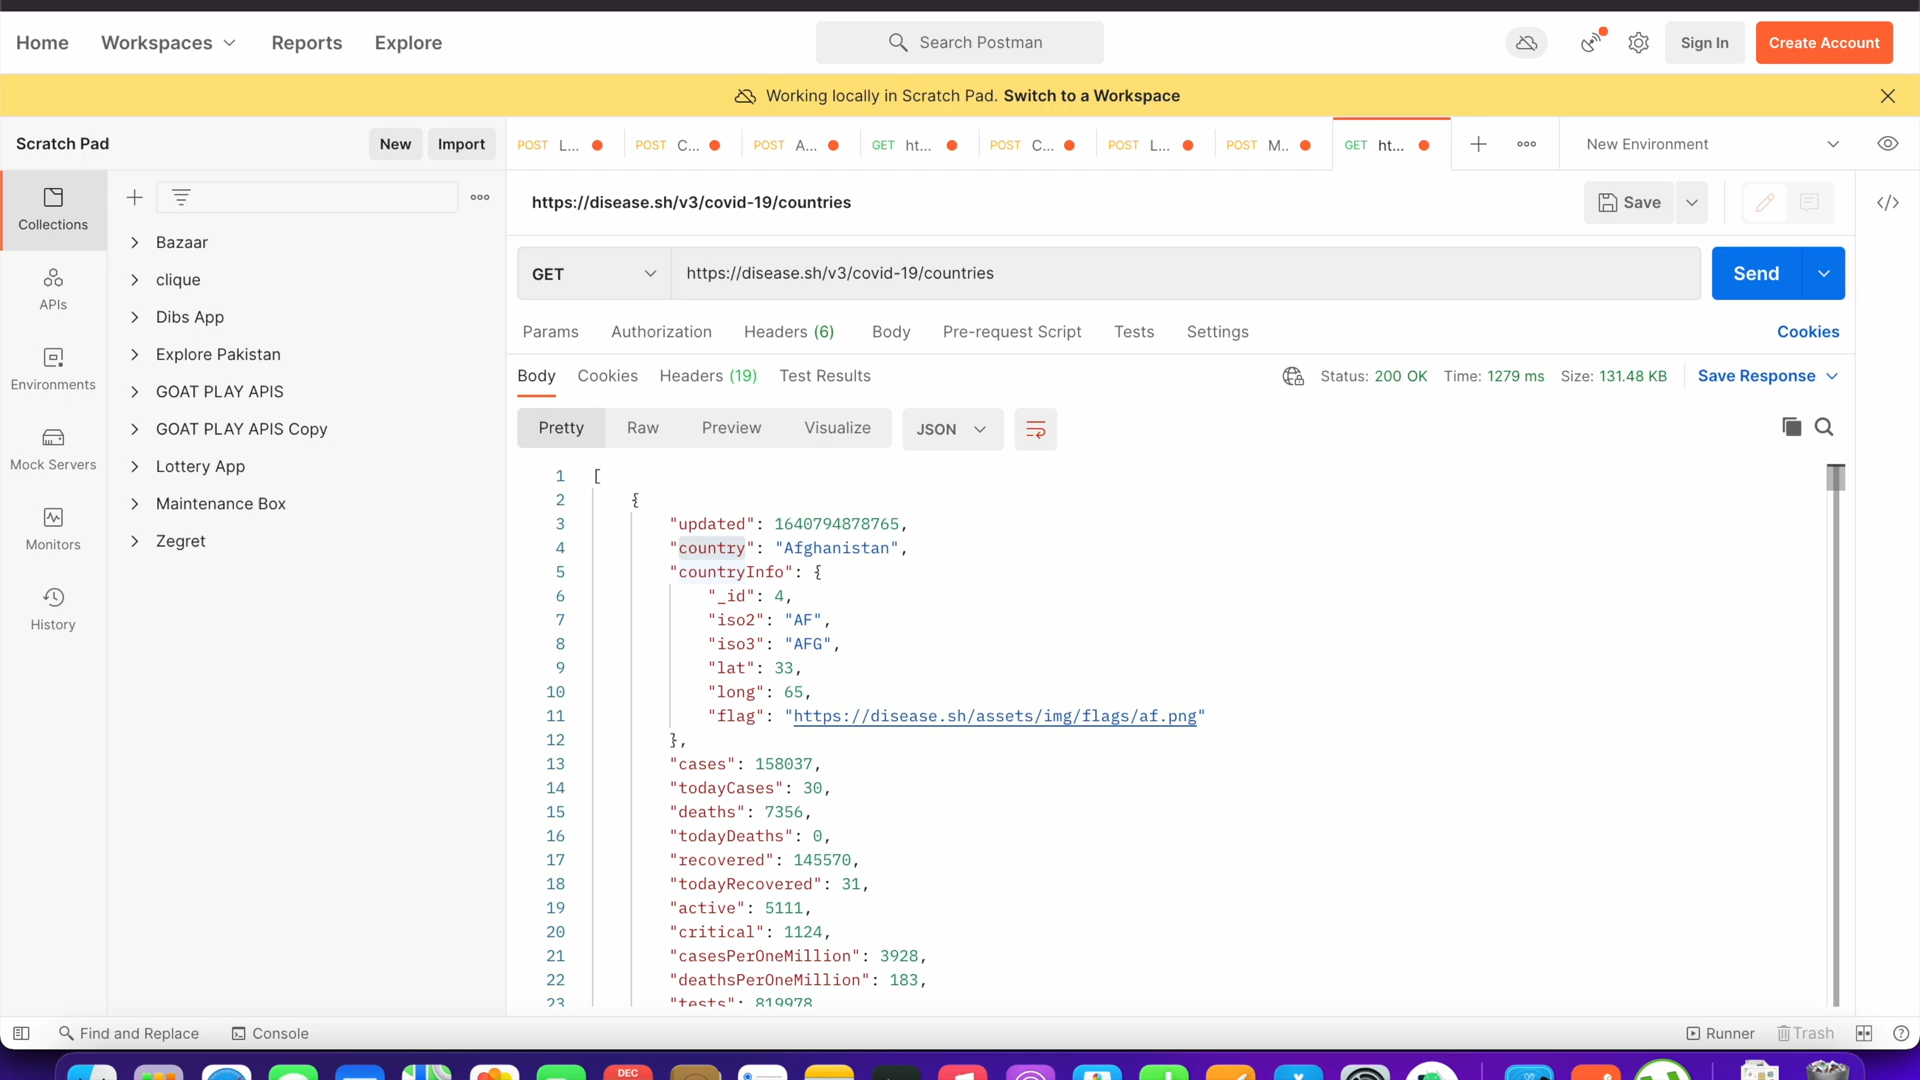 Home Workspaces Reports Explore Search Postman Sign In Create Account
Working locally in Scratch Pad. Switch to a Workspace
Scratch Pad New Import POST L... POST C... POST A... GET ht... POST C... POST L... POST M.. GET ht... New Environment
https://disease.sh/v3/covid-19/countries Save
Collections
APIs
Environments
Mock Servers
Monitors
History
Bazaar
clique
Dibs App
Explore Pakistan
GOAT PLAY APIS
GOAT PLAY APIS Copy
Lottery App
Maintenance Box
Zegret
GET https://disease.sh/v3/covid-19/countries Send
Params Authorization Headers (6) Body Pre-request Script Tests Settings Cookies
Body Cookies Headers (19) Test Results Status: 200 OK Time: 1279 ms Size: 131.48 KB Save Response
Pretty Raw Preview Visualize JSON
1 [
2 {
3 "updated": 1640794878765,
4 "country": "Afghanistan",
5 "countryInfo": {
6 "_id": 4,
7 "iso2": "AF",
8 "iso3": "AFG",
9 "lat": 33,
10 "long": 65,
11 "flag": "https://disease.sh/assets/img/flags/af.png"
12 },
13 "cases": 158037,
14 "todayCases": 30,
15 "deaths": 7356,
16 "todayDeaths": 0,
17 "recovered": 145570,
18 "todayRecovered": 31,
19 "active": 5111,
20 "critical": 1124,
21 "casesPerOneMillion": 3928,
22 "deathsPerOneMillion": 183,
23 "tests": 819978
Find and Replace Console Runner Trash
DEC